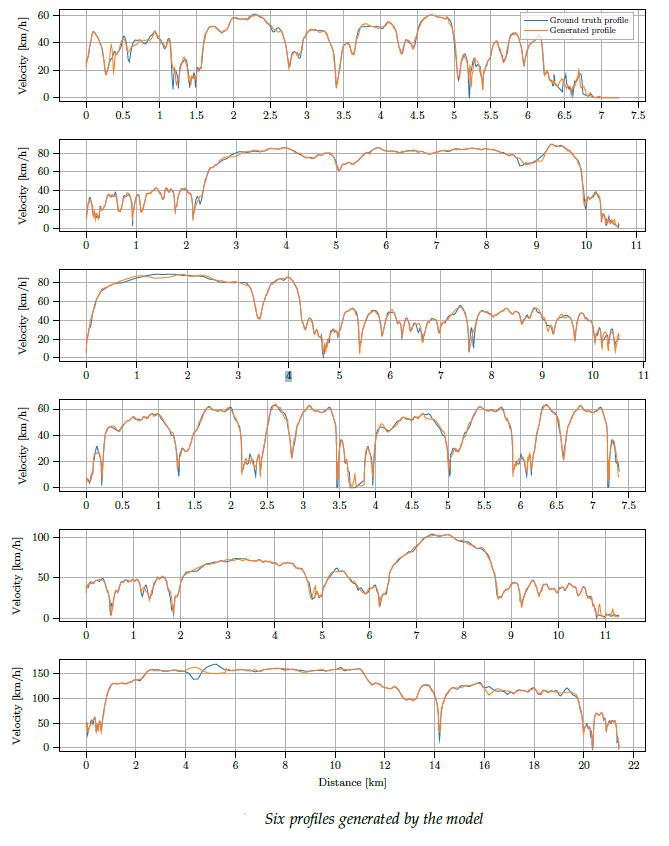 Ground truth profile
Generated profile
Velocity [km/h]
60
40
20
0
0 0.5 1 1.5 2 2.5 3 3.5 4 4.5 5 5.5 6 6.5 7 7.5
Velocity [km/h]
80
60
40
20
0
0 1 2 3 4 5 6 7 8 9 10 11
Velocity [km/h]
80
60
40
20
0
0 1 2 3 4 5 6 7 8 9 10 11
Velocity [km/h]
60
40
20
0
0 0.5 1 1.5 2 2.5 3 3.5 4 4.5 5 5.5 6 6.5 7 7.5
Velocity [km/h]
100
50
0
0 1 2 3 4 5 6 7 8 9 10 11
Velocity [km/h]
150
100
50
0
0 2 4 6 8 10 12 14 16 18 20 22
Distance [km]
Six profiles generated by the model